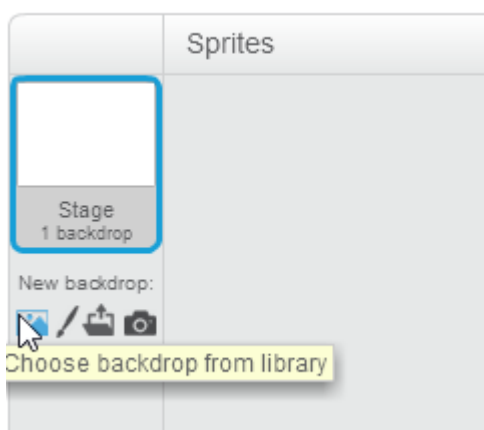 Sprites
Stage
1 backdrop
New backdrop:
Choose backdrop from library